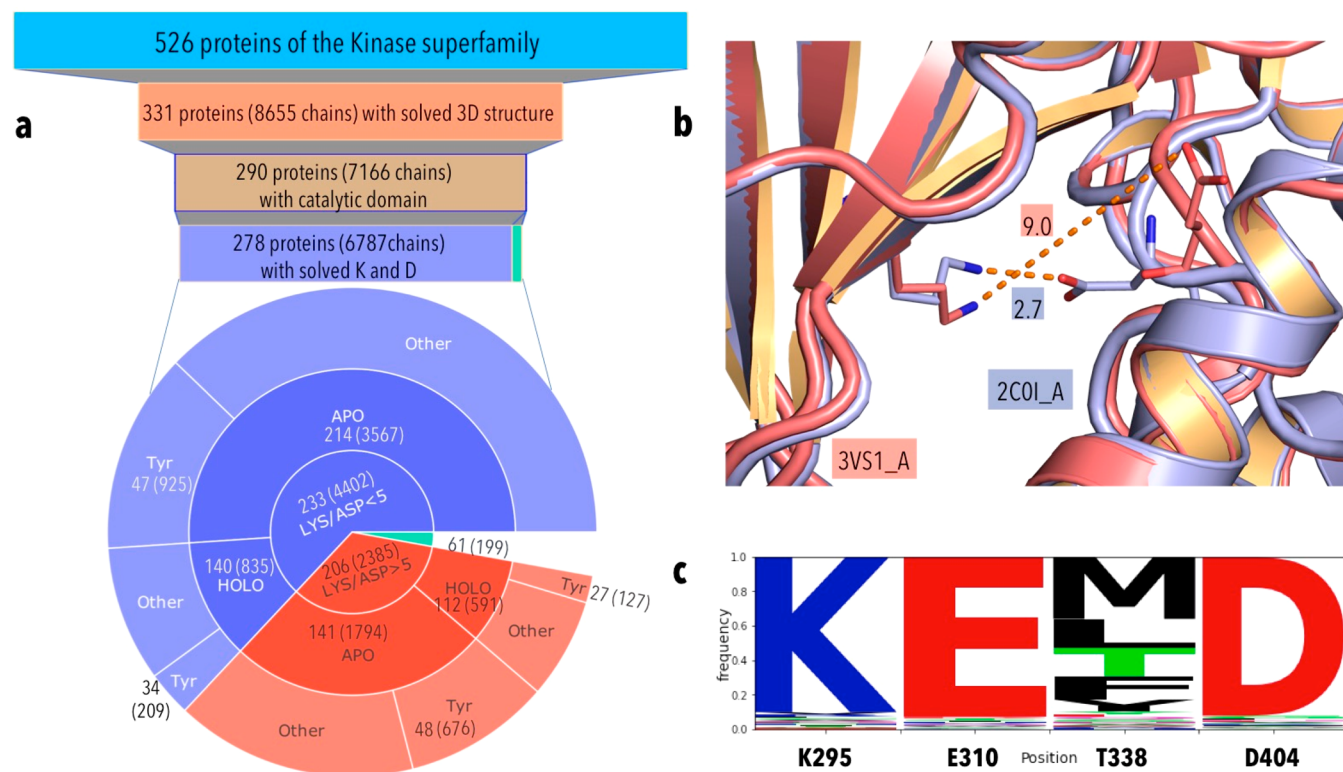 a
526 proteins of the Kinase superfamily
331 proteins (8655 chains) with solved 3D structure
290 proteins (7166 chains)
with catalytic domain
278 proteins (6787chains)
with solved K and D
Other
APO
214 (3567)
Tyr
47 (925)
233 (4402)
LYS/ASP<5
140 (835)
HOLO
Other
Tyr
34
(209)
206 (2385)
LYS/ASP>5
61 (199)
HOLO
112 (591)
Tyr
27 (127)
Other
141 (1794)
APO
Tyr
48 (676)
Other
b
9.0
2.7
2C0I_A
3VS1_A
c
1.0
0.8
0.6
0.4
0.2
0.0
frequency
K
E
M
L
T
I
F
V
D
K295
E310
Position
T338
D404